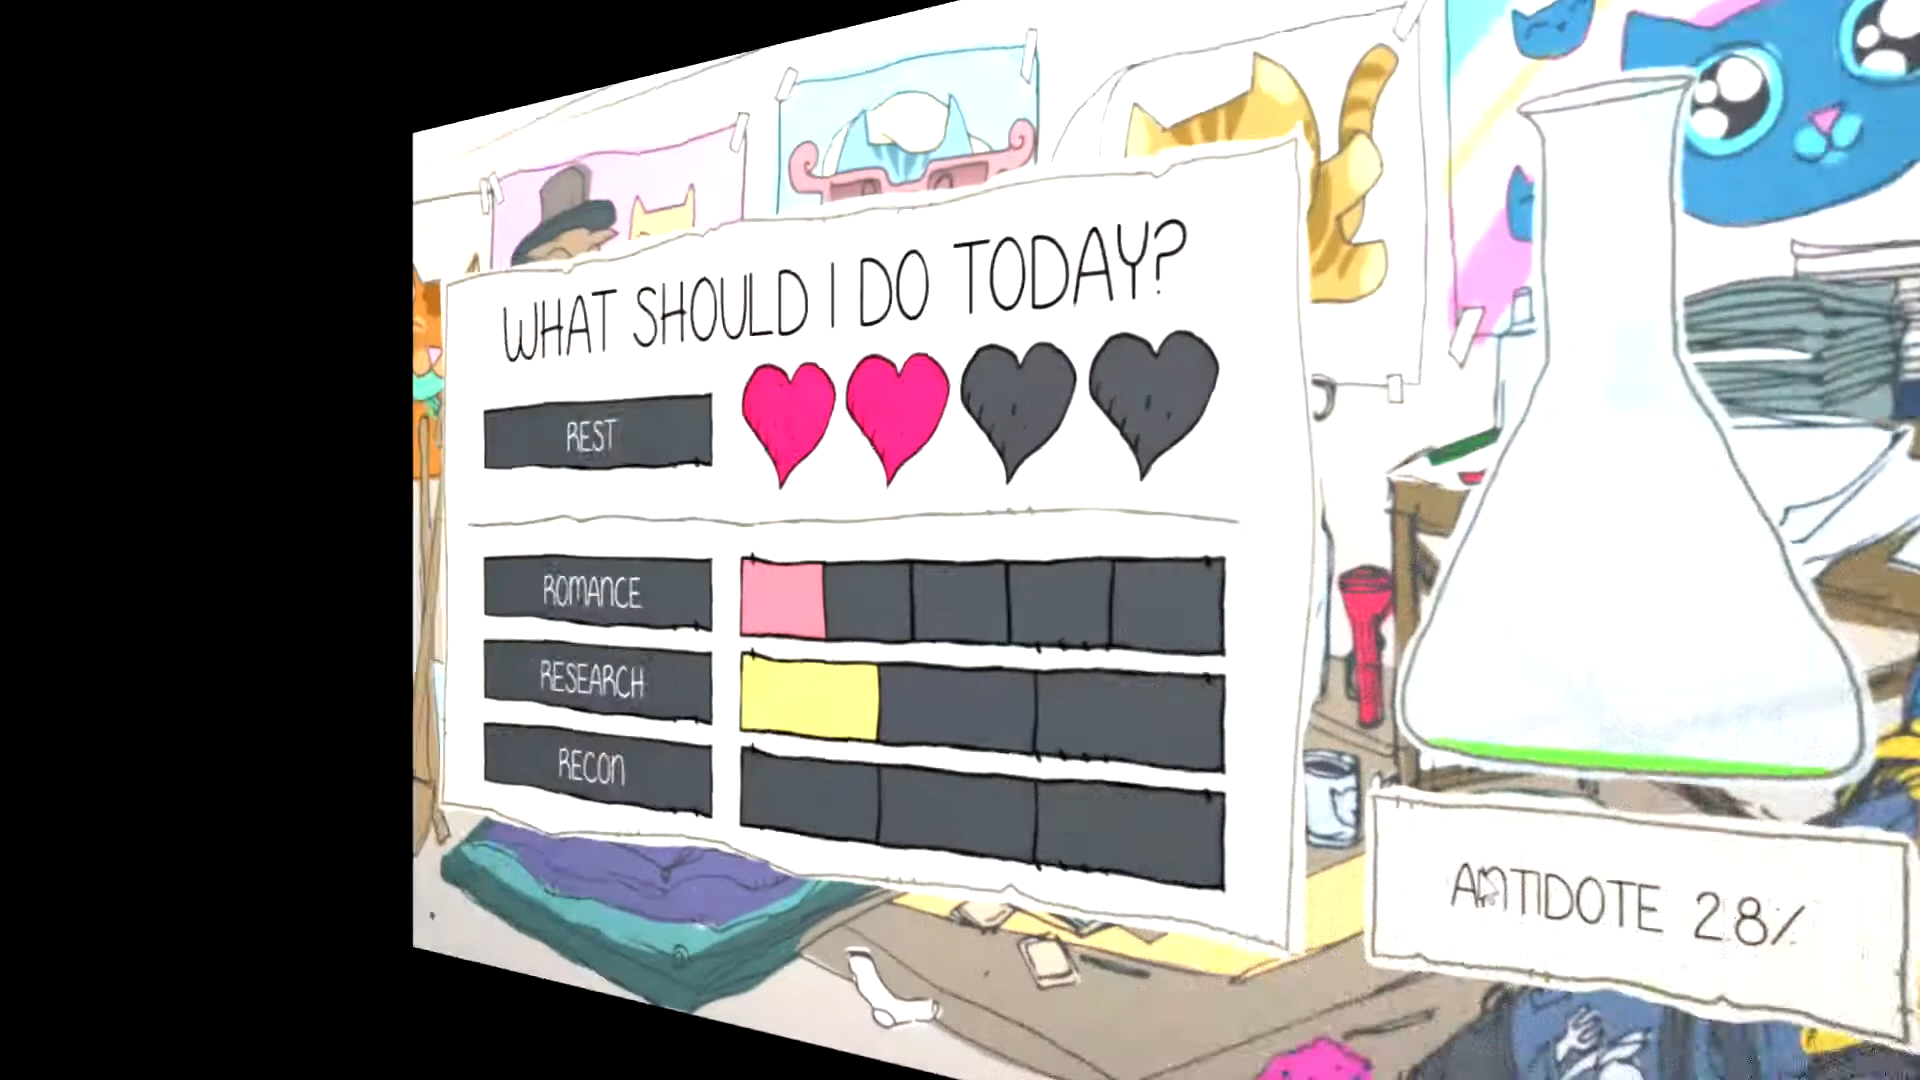 WHAT SHOULD I DO TODAY?
REST
ROMANCE
RESEARCH
RECON
ANTIDOTE 28%